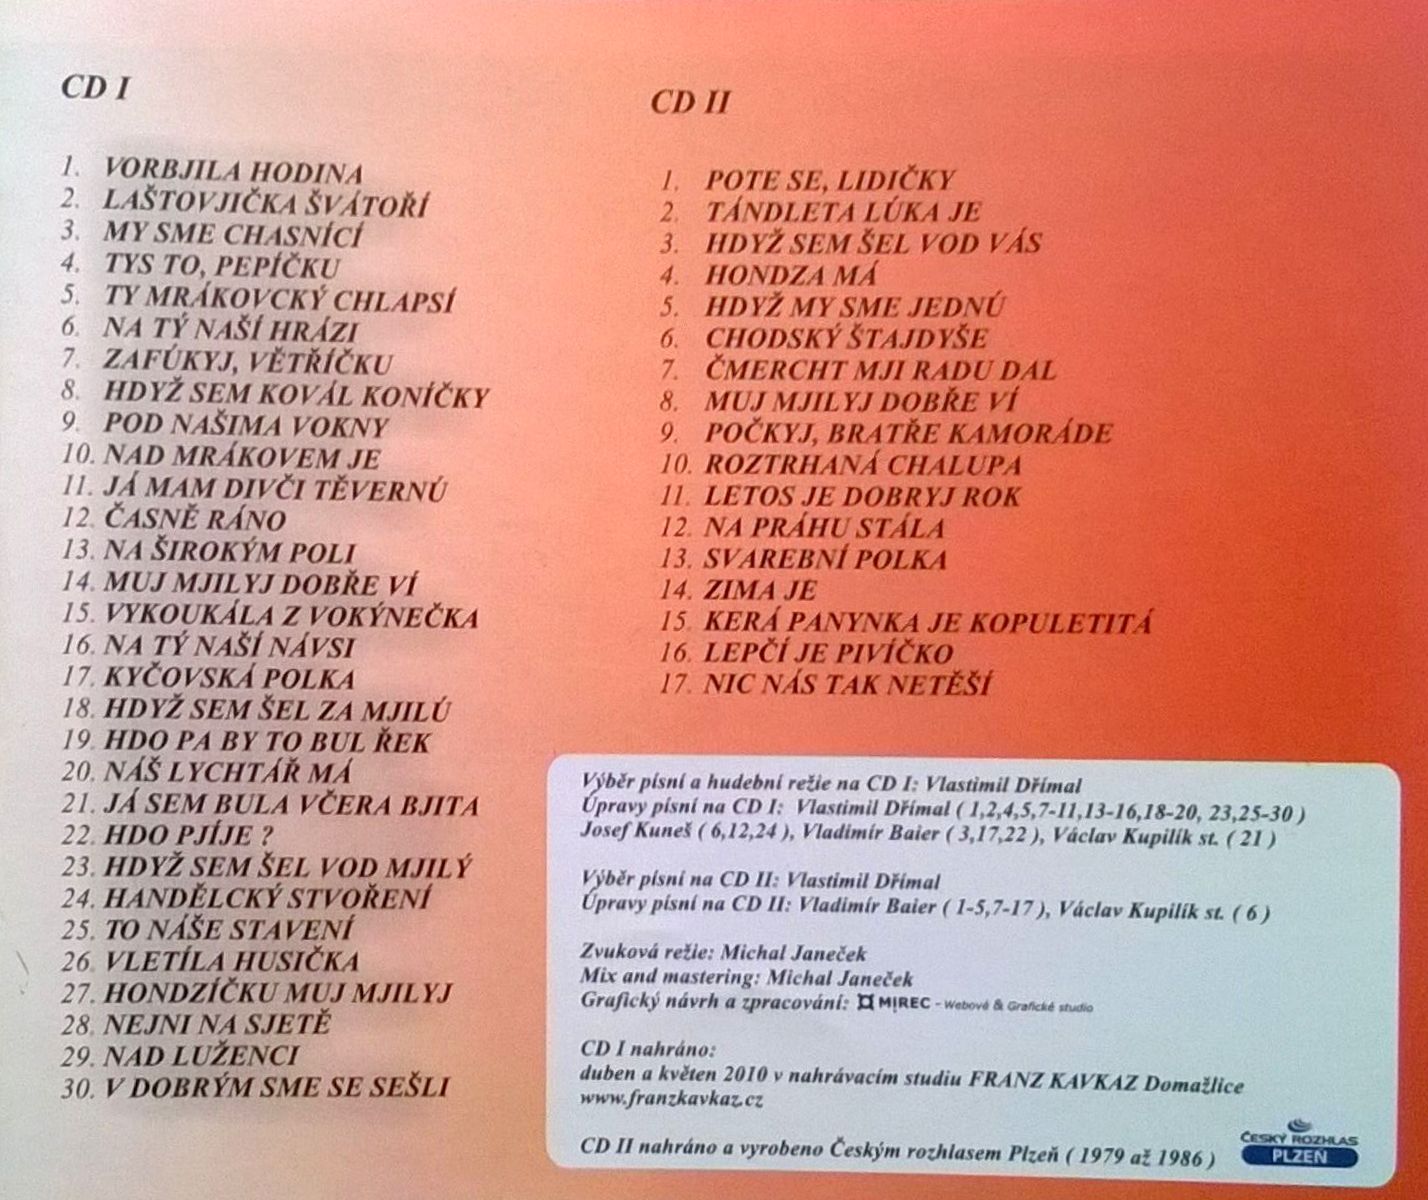 CD I
1. VORBJILA HODINA
2. LAŠTOVJIČKA ŠVÁTOŘÍ
3. MY SME CHASNÍCÍ
4. TYS TO, PEPÍČKU
5. TY MRÁKOVCKÝ CHLAPSÍ
6. NA TÝ NAŠÍ HRÁZI
7. ZAFÚKYJ, VĚTŘÍČKU
8. HDYŽ SEM KOVÁL KONÍČKY
9. POD NAŠIMA VOKNY
10. NAD MRÁKOVEM JE
11. JÁ MAM DIVČI TĚVERNÚ
12. ČASNĚ RÁNO
13. NA ŠIROKÝM POLI
14. MUJ MJILYJ DOBŘE VÍ
15. VYKOUKÁLA Z VOKÝNEČKA
16. NA TÝ NAŠÍ NÁVSI
17. KYČOVSKÁ POLKA
18. HDYŽ SEM ŠEL ZA MJILÚ
19. HDO PA BY TO BUL ŘEK
20. NÁŠ LYCHTÁŘ MÁ
21. JÁ SEM BULA VČERA BJITA
22. HDO PJÍJE ?
23. HDYŽ SEM ŠEL VOD MJILÝ
24. HANDĚLCKÝ STVOŘENÍ
25. TO NÁŠE STAVENÍ
26. VLETÍLA HUSIČKA
27. HONDZÍČKU MUJ MJILYJ
28. NEJNI NA SJETĚ
29. NAD LUŽENCI
30. V DOBRÝM SME SE SEŠLI
CD II
1. POTE SE, LIDIČKY
2. TÁNDLETA LÚKA JE
3. HDYŽ SEM ŠEL VOD VÁS
4. HONDZA MÁ
5. HDYŽ MY SME JEDNÚ
6. CHODSKÝ ŠTAJDYŠE
7. ČMERCHT MJI RADU DAL
8. MUJ MJILYJ DOBŘE VÍ
9. POČKYJ, BRATŘE KAMORÁDE
10. ROZTRHANÁ CHALUPA
11. LETOS JE DOBRYJ ROK
12. NA PRÁHU STÁLA
13. SVAREBNÍ POLKA
14. ZIMA JE
15. KERÁ PANYNKA JE KOPULETITÁ
16. LEPČÍ JE PIVÍČKO
17. NIC NÁS TAK NETĚŠÍ
Výběr písní a hudební režie na CD I: Vlastimil Dřímal
Úpravy písní na CD I: Vlastimil Dřímal ( 1,2,4,5,7-11,13-16,18-20, 23,25-30 )
Josef Kuneš ( 6,12,24 ), Vladimír Baier ( 3,17,22 ), Václav Kupilík st. ( 21 )
Výběr písní na CD II: Vlastimil Dřímal
Úpravy písní na CD II: Vladimír Baier ( 1-5,7-17 ), Václav Kupilík st. ( 6 )
Zvuková režie: Michal Janeček
Mix and mastering: Michal Janeček
Grafický návrh a zpracování: MIREC - Webové & Grafické studio
CD I nahráno:
duben a květen 2010 v nahrávacím studiu FRANZ KAVKAZ Domažlice
www.franzkavkaz.cz
CD II nahráno a vyrobeno Českým rozhlasem Plzeň ( 1979 až 1986 )
ČESKÝ ROZHLAS
PLZEŇ